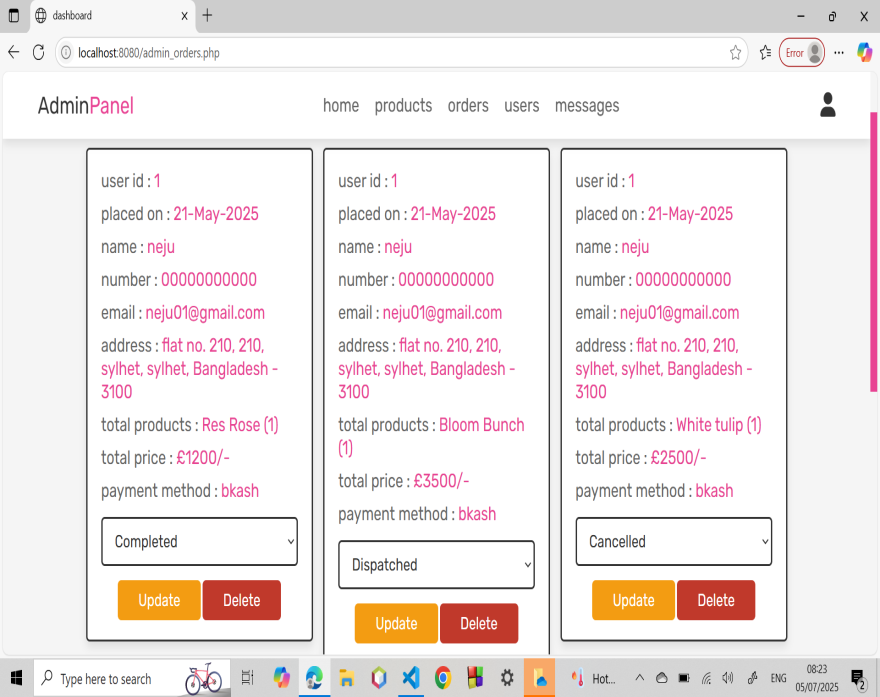 dashboard
localhost:8080/admin_orders.php
Error
AdminPanel
home products orders users messages
user id : 1
placed on : 21-May-2025
name : neju
number : 00000000000
email : neju01@gmail.com
address : flat no. 210, 210,
sylhet, sylhet, Bangladesh -
3100
total products : Res Rose (1)
total price : £1200/-
payment method : bkash
Completed
Update Delete
user id : 1
placed on : 21-May-2025
name : neju
number : 00000000000
email : neju01@gmail.com
address : flat no. 210, 210,
sylhet, sylhet, Bangladesh -
3100
total products : Bloom Bunch
(1)
total price : £3500/-
payment method : bkash
Dispatched
Update Delete
user id : 1
placed on : 21-May-2025
name : neju
number : 00000000000
email : neju01@gmail.com
address : flat no. 210, 210,
sylhet, sylhet, Bangladesh -
3100
total products : White tulip (1)
total price : £2500/-
payment method : bkash
Cancelled
Update Delete
Type here to search
Hot...
ENG
08:23
05/07/2025
2